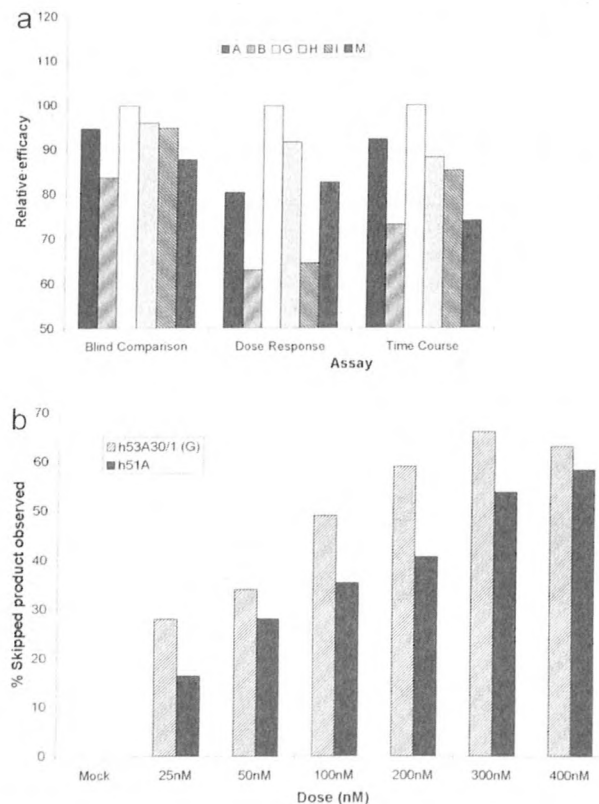 a
120
110
100
90
80
70
60
50
Relative efficacy
A B G H I M
Blind Comparison Dose Response Time Course
Assay
b
70
60
50
40
30
20
10
0
% Skipped product observed
h53A30/1 (G)
h51A
Mock 25nM 50nM 100nM 200nM 300nM 400nM
Dose (nM)